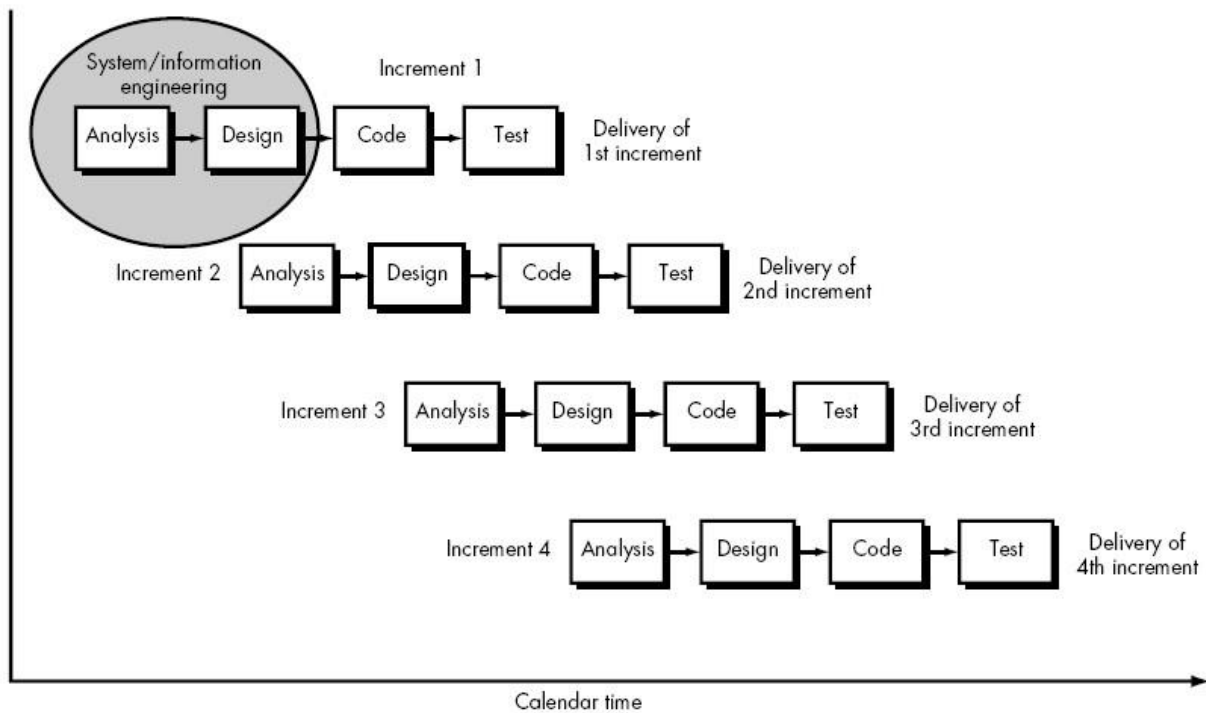 System/information
engineering
Increment 1
Analysis
Design
Code
Test
Delivery of
1st increment
Increment 2
Analysis
Design
Code
Test
Delivery of
2nd increment
Increment 3
Analysis
Design
Code
Test
Delivery of
3rd increment
Increment 4
Analysis
Design
Code
Test
Delivery of
4th increment
Calendar time